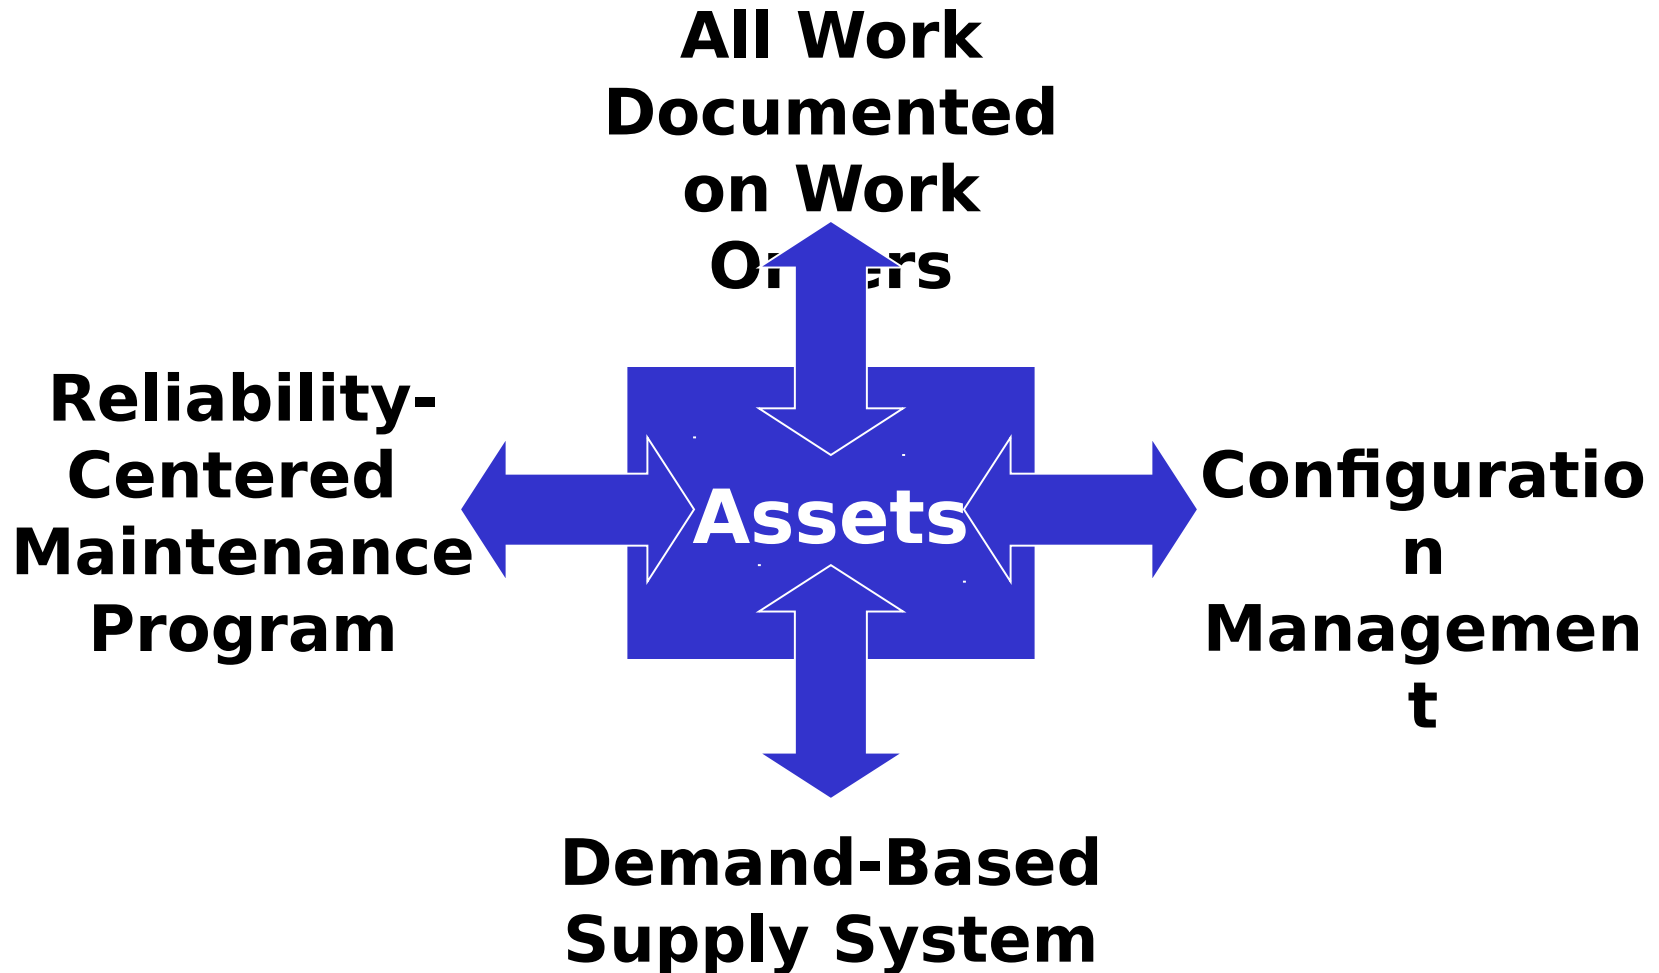 All Work
Documented
on Work
Orders
Reliability-
Centered
Maintenance
Program
Assets
Configuratio
n
Managemen
t
Demand-Based
Supply System